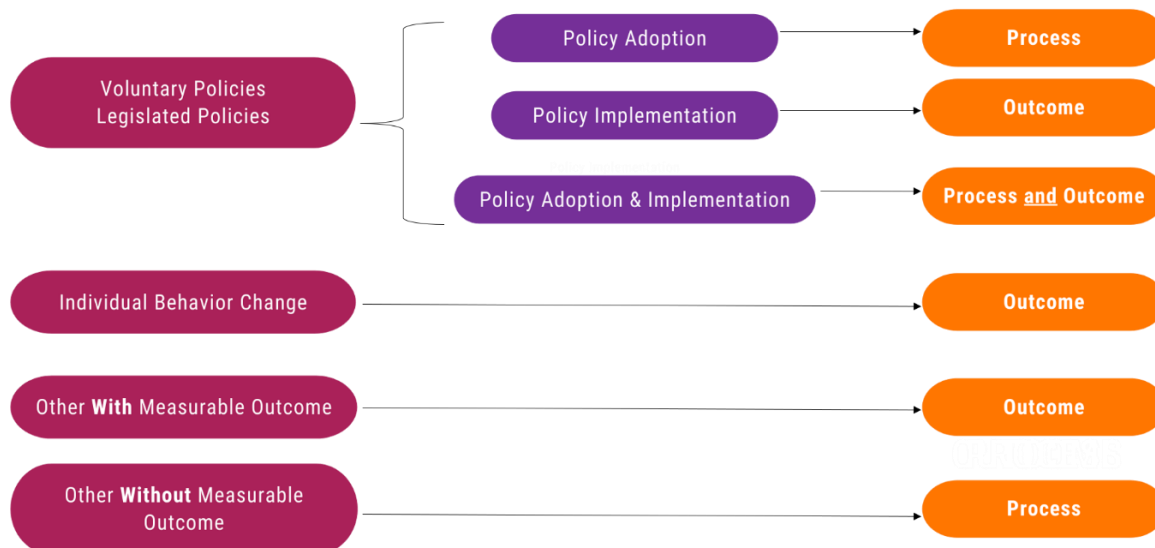 Voluntary Policies
Legislated Policies
Policy Adoption
Process
Policy Implementation
Outcome
Policy Adoption & Implementation
Process and Outcome
Individual Behavior Change
Outcome
Other With Measurable Outcome
Outcome
Other Without Measurable
Outcome
Process